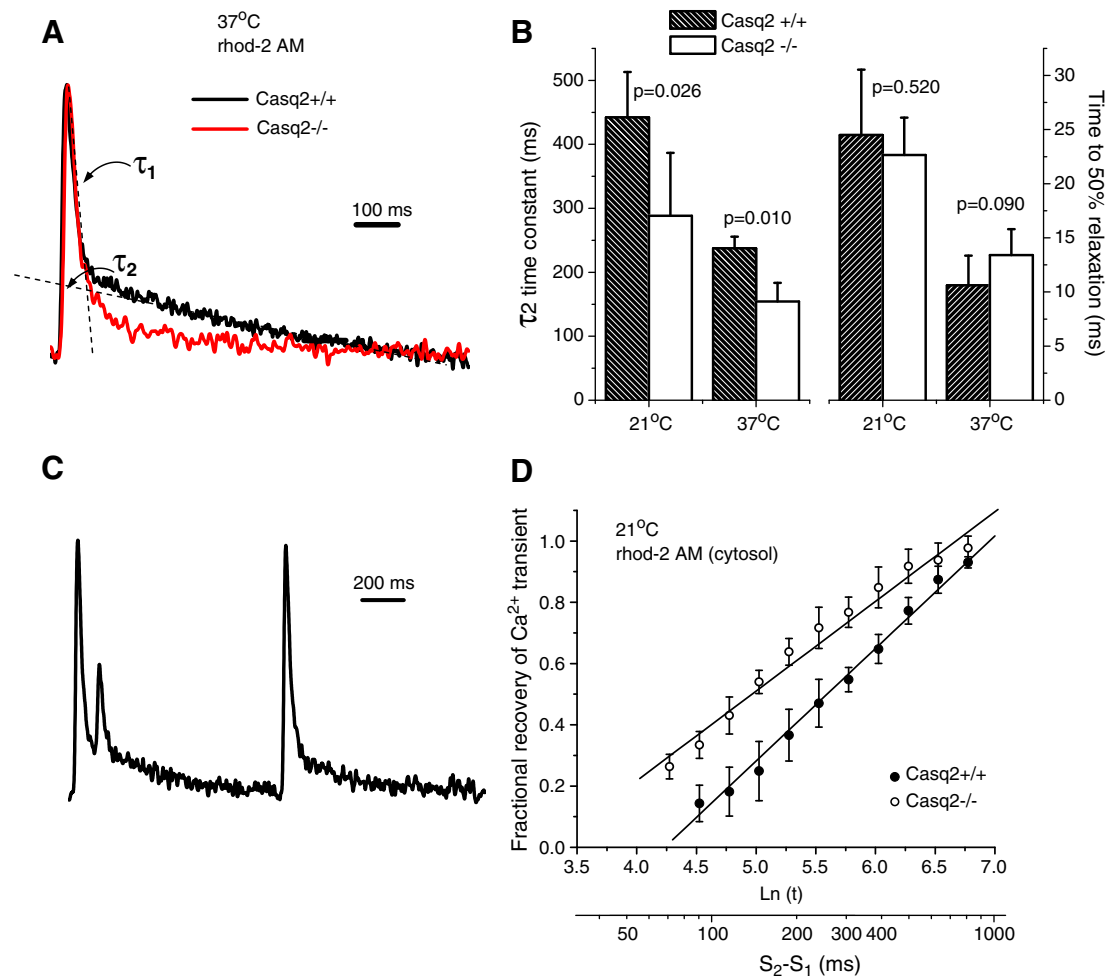 A
37°C
rhod-2 AM
Casq2+/+
Casq2-/-
τ1
τ2
100 ms
B
Casq2 +/+
Casq2 -/-
τ2 time constant (ms)
500
400
300
200
100
0
p=0.026
p=0.010
p=0.520
p=0.090
21°C
37°C
21°C
37°C
30
25
20
15
10
5
0
Time to 50% relaxation (ms)
C
200 ms
D
21°C
rhod-2 AM (cytosol)
Fractional recovery of Ca2+ transient
1.0
0.8
0.6
0.4
0.2
0.0
Casq2+/+
Casq2-/-
3.5 4.0 4.5 5.0 5.5 6.0 6.5 7.0
Ln (t)
50 100 200 300 400 1000
S2-S1 (ms)